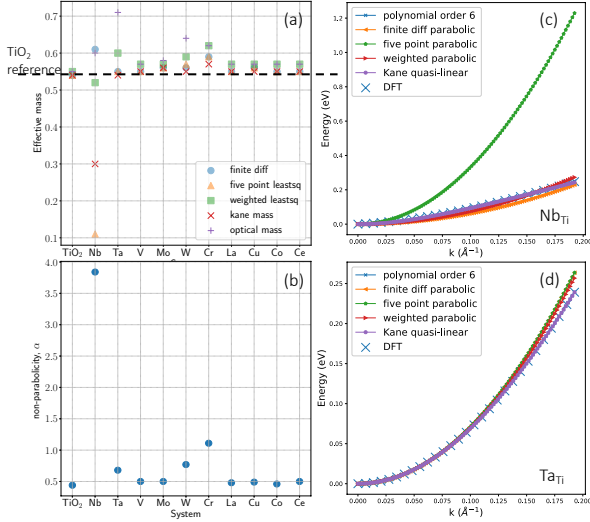 (a)
TiO2 reference
0.7
0.6
0.5
0.4
0.3
0.2
0.1
Effective mass
finite diff
five point leastsq
weighted leastsq
kane mass
optical mass
TiO2 Nb Ta V Mo W Cr La Cu Co Ce
(b)
4.0
3.5
3.0
2.5
2.0
1.5
1.0
0.5
non-parabolicity, α
TiO2 Nb Ta V Mo W Cr La Cu Co Ce
System
(c)
polynomial order 6
finite diff parabolic
five point parabolic
weighted parabolic
Kane quasi-linear
DFT
1.2
1.0
0.8
0.6
0.4
0.2
0.0
Energy (eV)
NbTi
0.000 0.025 0.050 0.075 0.100 0.125 0.150 0.175 0.200
k (Å⁻¹)
(d)
polynomial order 6
finite diff parabolic
five point parabolic
weighted parabolic
Kane quasi-linear
DFT
0.25
0.20
0.15
0.10
0.05
0.00
Energy (eV)
TaTi
0.000 0.025 0.050 0.075 0.100 0.125 0.150 0.175 0.200
k (Å⁻¹)